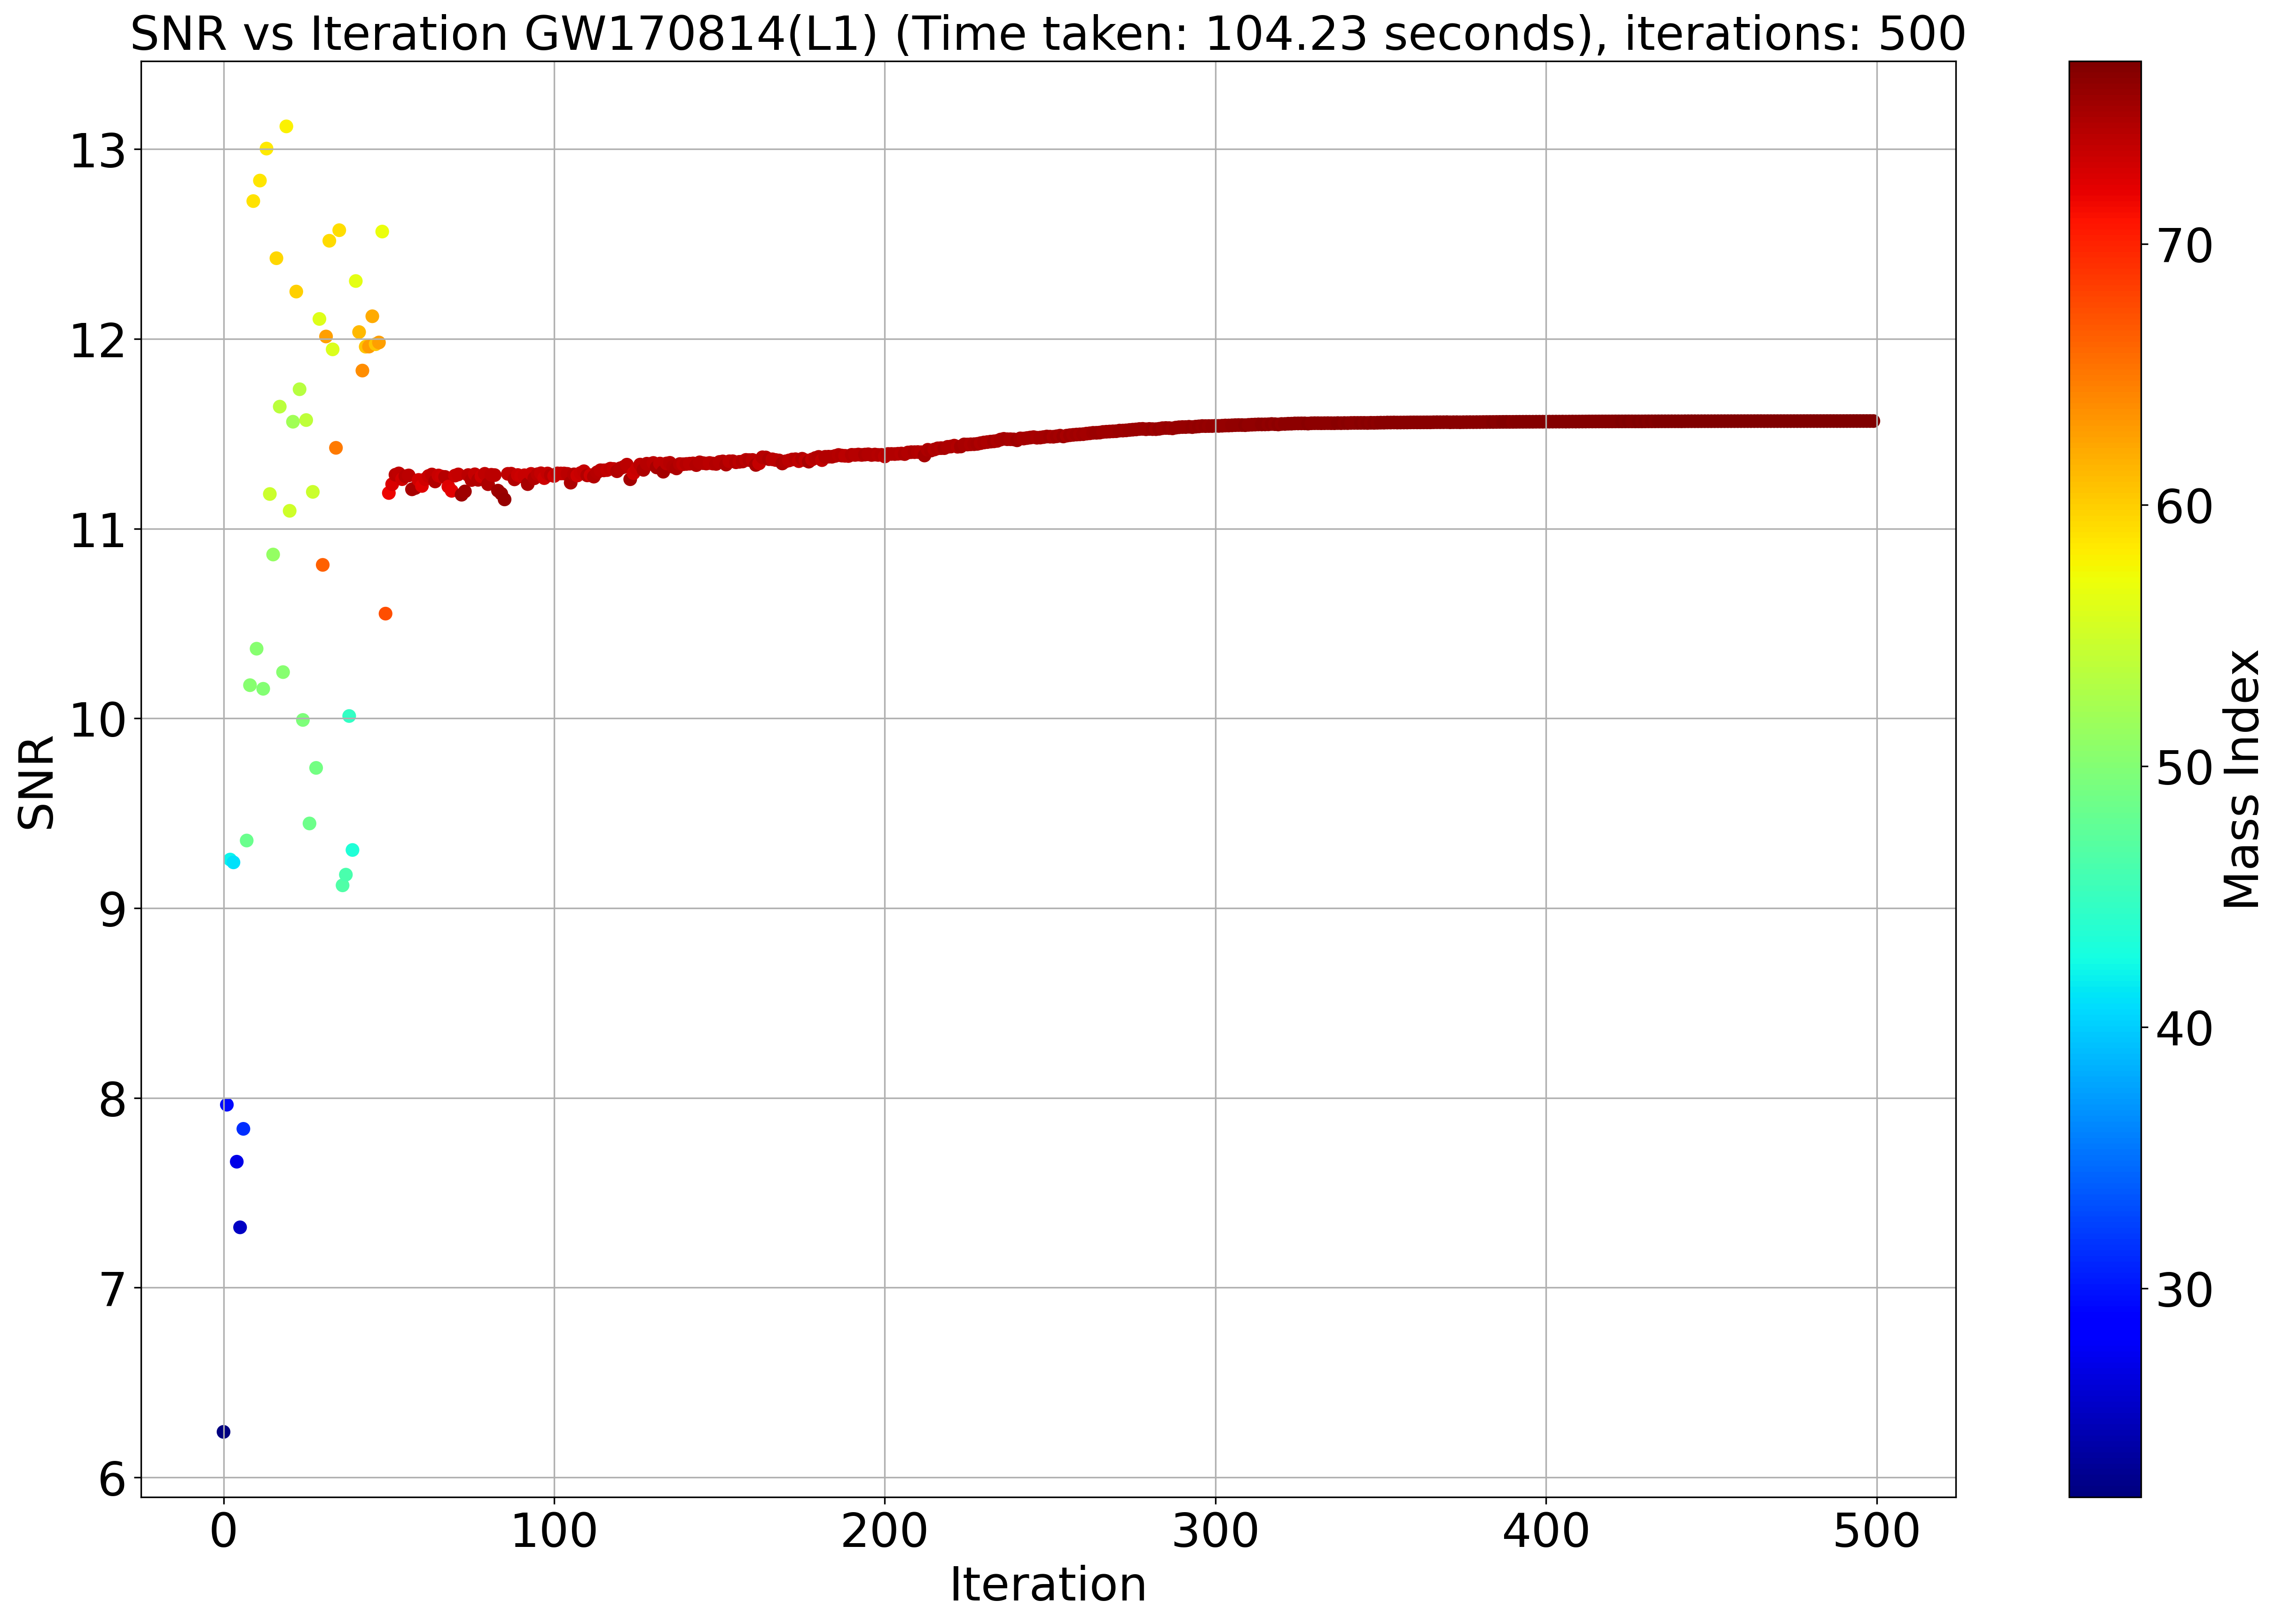 SNR vs Iteration GW170814(L1) (Time taken: 104.23 seconds), iterations: 500
13
12
11
10
9
8
7
6
SNR
0 100 200 300 400 500
Iteration
70
60
50
40
30
Mass Index